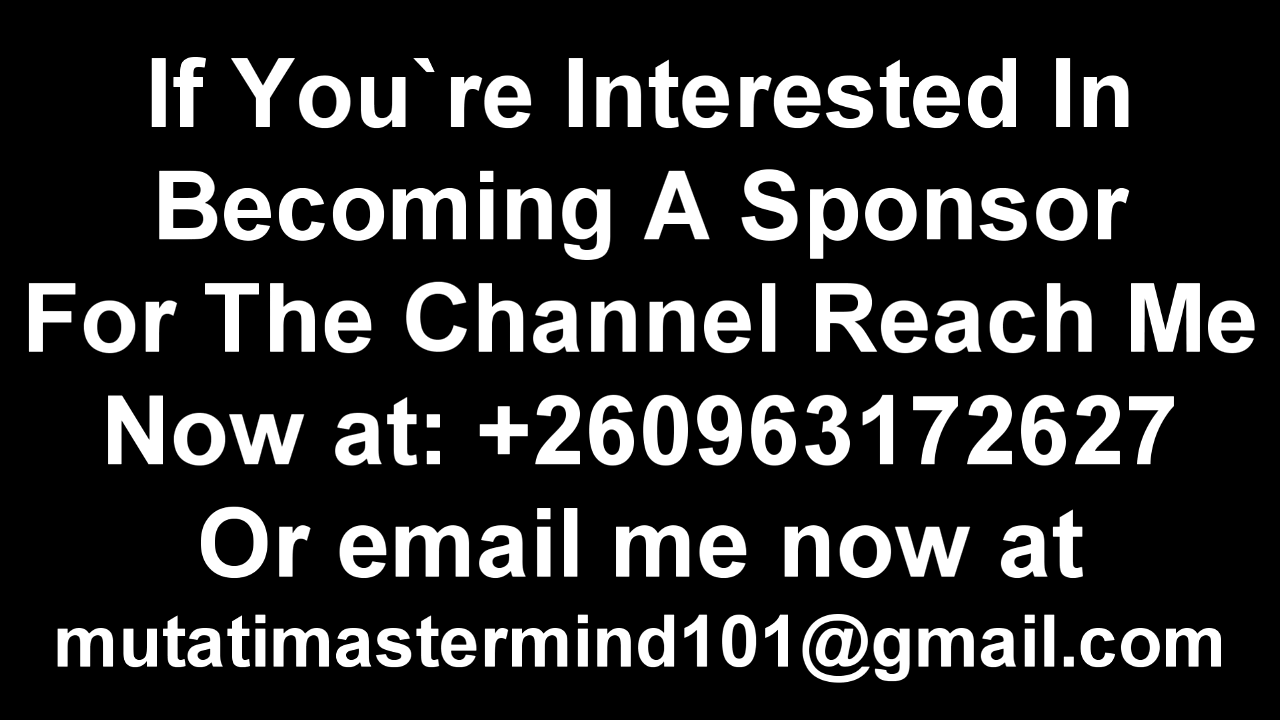 If You`re Interested In
Becoming A Sponsor
For The Channel Reach Me
Now at: +260963172627
Or email me now at
mutatimastermind101@gmail.com